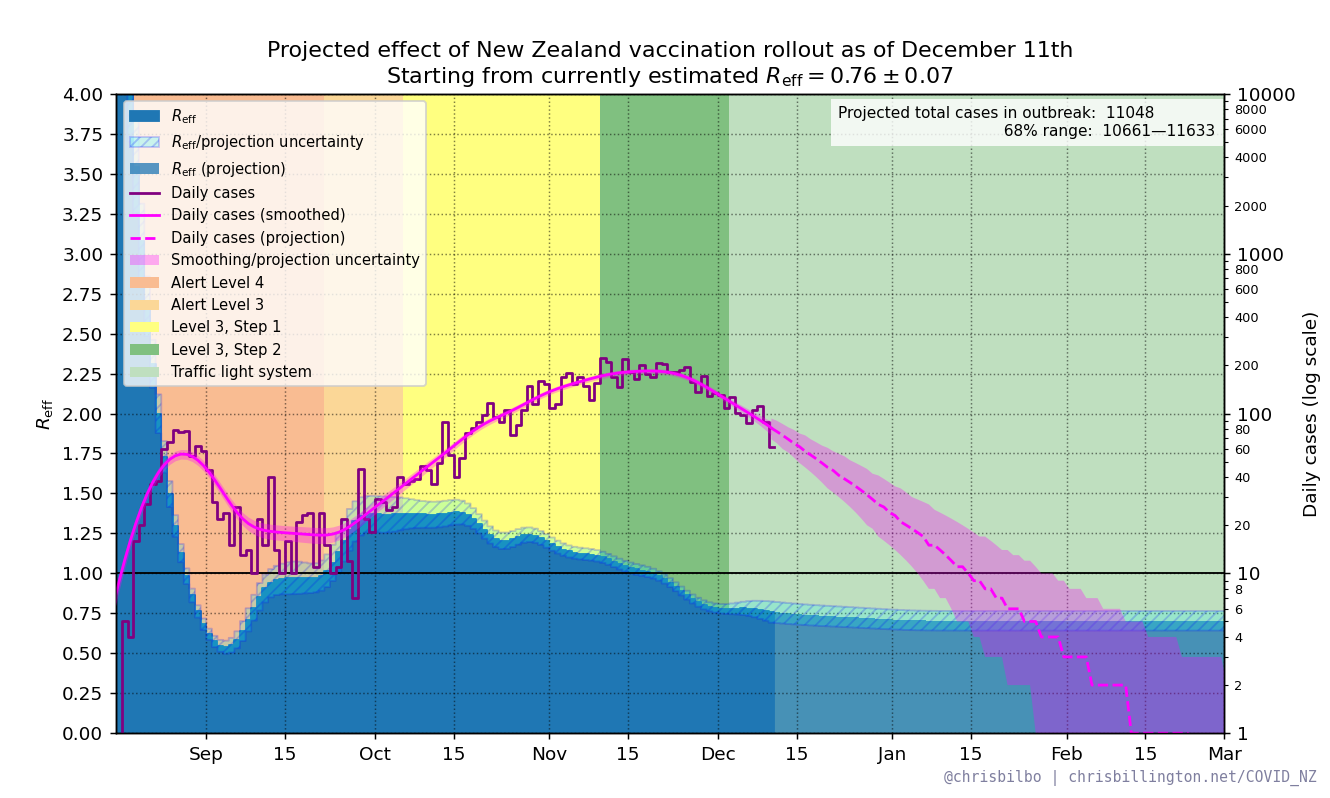 Projected effect of New Zealand vaccination rollout as of December 11th
Starting from currently estimated Reff = 0.76 ± 0.07
Projected total cases in outbreak: 11048
68% range: 10661—11633
Reff
Reff/projection uncertainty
Reff (projection)
Daily cases
Daily cases (smoothed)
Daily cases (projection)
Smoothing/projection uncertainty
Alert Level 4
Alert Level 3
Level 3, Step 1
Level 3, Step 2
Traffic light system
Reff
4.00
3.75
3.50
3.25
3.00
2.75
2.50
2.25
2.00
1.75
1.50
1.25
1.00
0.75
0.50
0.25
0.00
10000
8000
6000
4000
2000
1000
800
600
400
200
100
80
60
40
20
10
8
6
4
2
1
Daily cases (log scale)
Sep 15 Oct 15 Nov 15 Dec 15 Jan 15 Feb 15 Mar
@chrisbilbo | chrisbillington.net/COVID_NZ